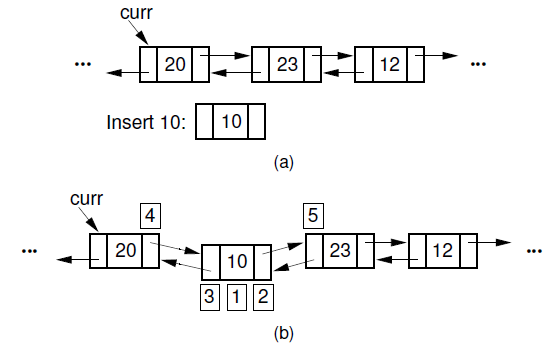 curr
... 20 23 12 ...
Insert 10: 10
(a)
curr
4 5
... 20 10 23 12 ...
3 1 2
(b)